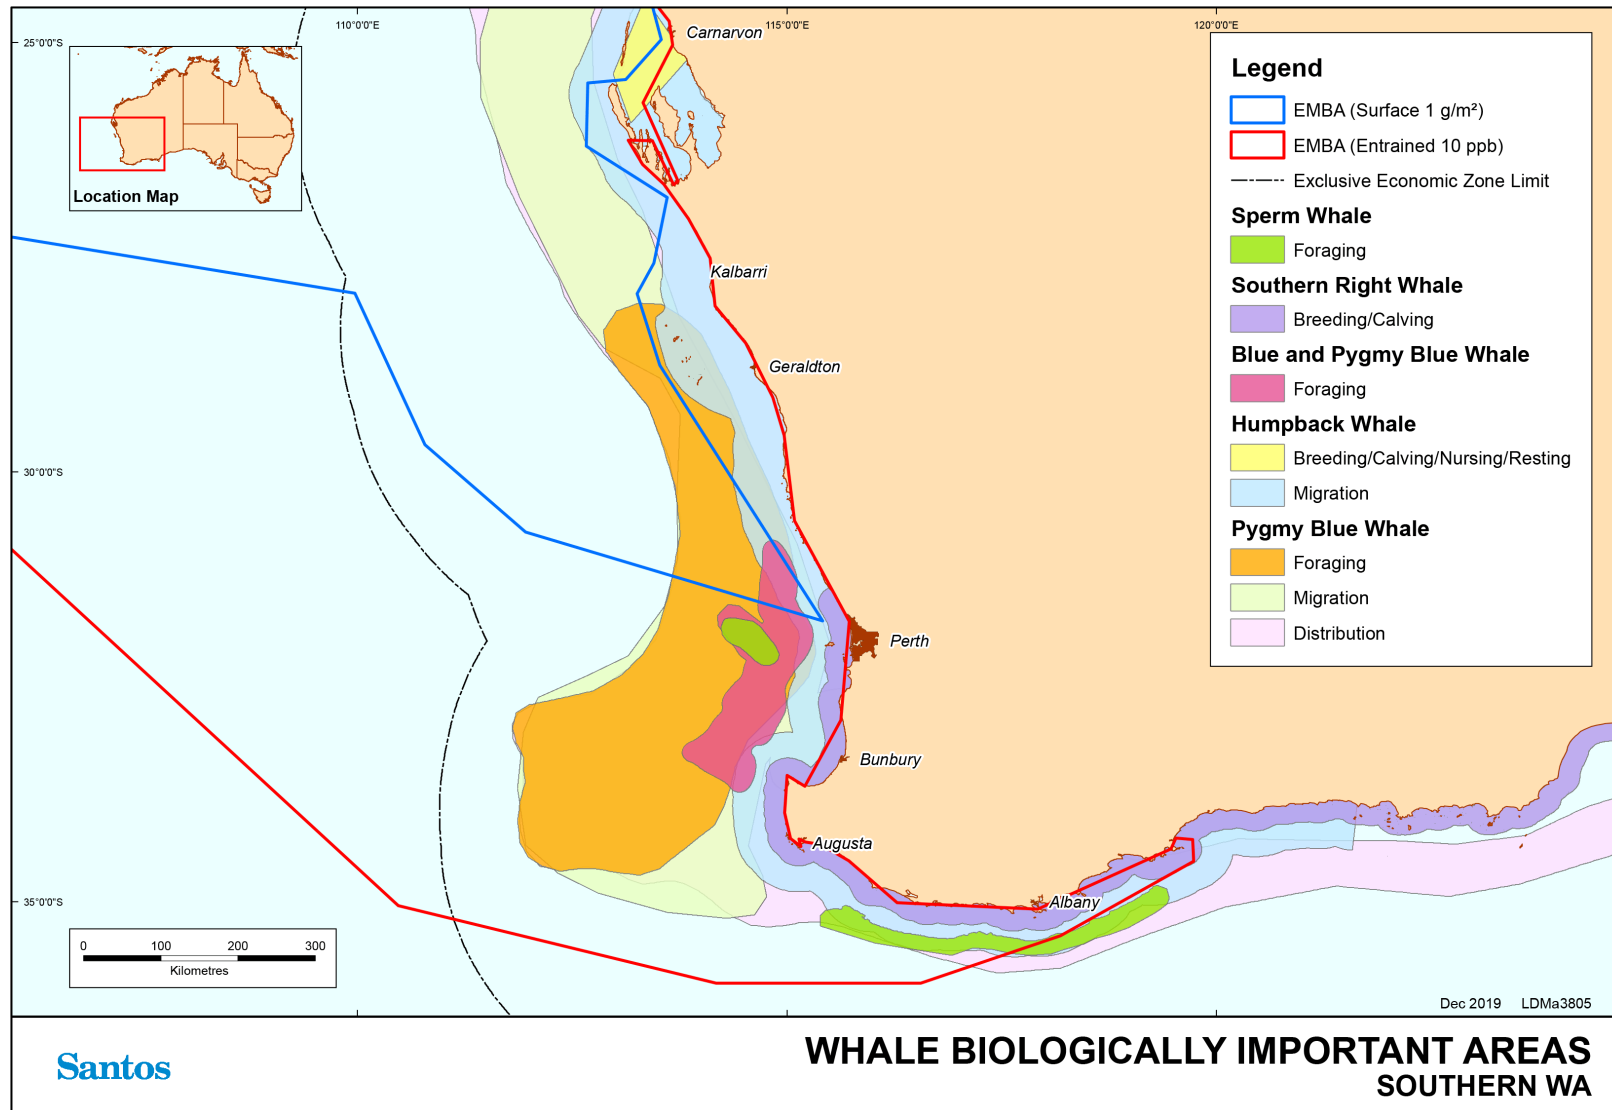 110°0'0"E
115°0'0"E
120°0'0"E
25°0'0"S
30°0'0"S
35°0'0"S
Location Map
Carnarvon
Kalbarri
Geraldton
Perth
Bunbury
Augusta
Albany
Legend
EMBA (Surface 1 g/m²)
EMBA (Entrained 10 ppb)
Exclusive Economic Zone Limit
Sperm Whale
Foraging
Southern Right Whale
Breeding/Calving
Blue and Pygmy Blue Whale
Foraging
Humpback Whale
Breeding/Calving/Nursing/Resting
Migration
Pygmy Blue Whale
Foraging
Migration
Distribution
0 100 200 300
Kilometres
Dec 2019 LDMa3805
Santos
WHALE BIOLOGICALLY IMPORTANT AREAS
SOUTHERN WA